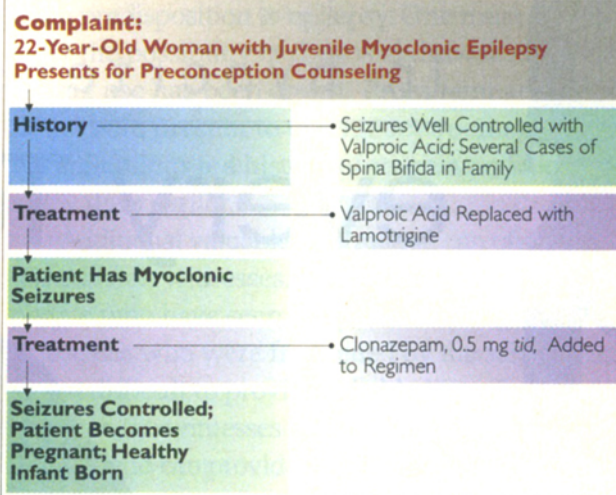 Complaint:
22-Year-Old Woman with Juvenile Myoclonic Epilepsy
Presents for Preconception Counseling
History
Seizures Well Controlled with
Valproic Acid; Several Cases of
Spina Bifida in Family
Treatment
Valproic Acid Replaced with
Lamotrigine
Patient Has Myoclonic
Seizures
Treatment
Clonazepam, 0.5 mg tid, Added
to Regimen
Seizures Controlled;
Patient Becomes
Pregnant; Healthy
Infant Born